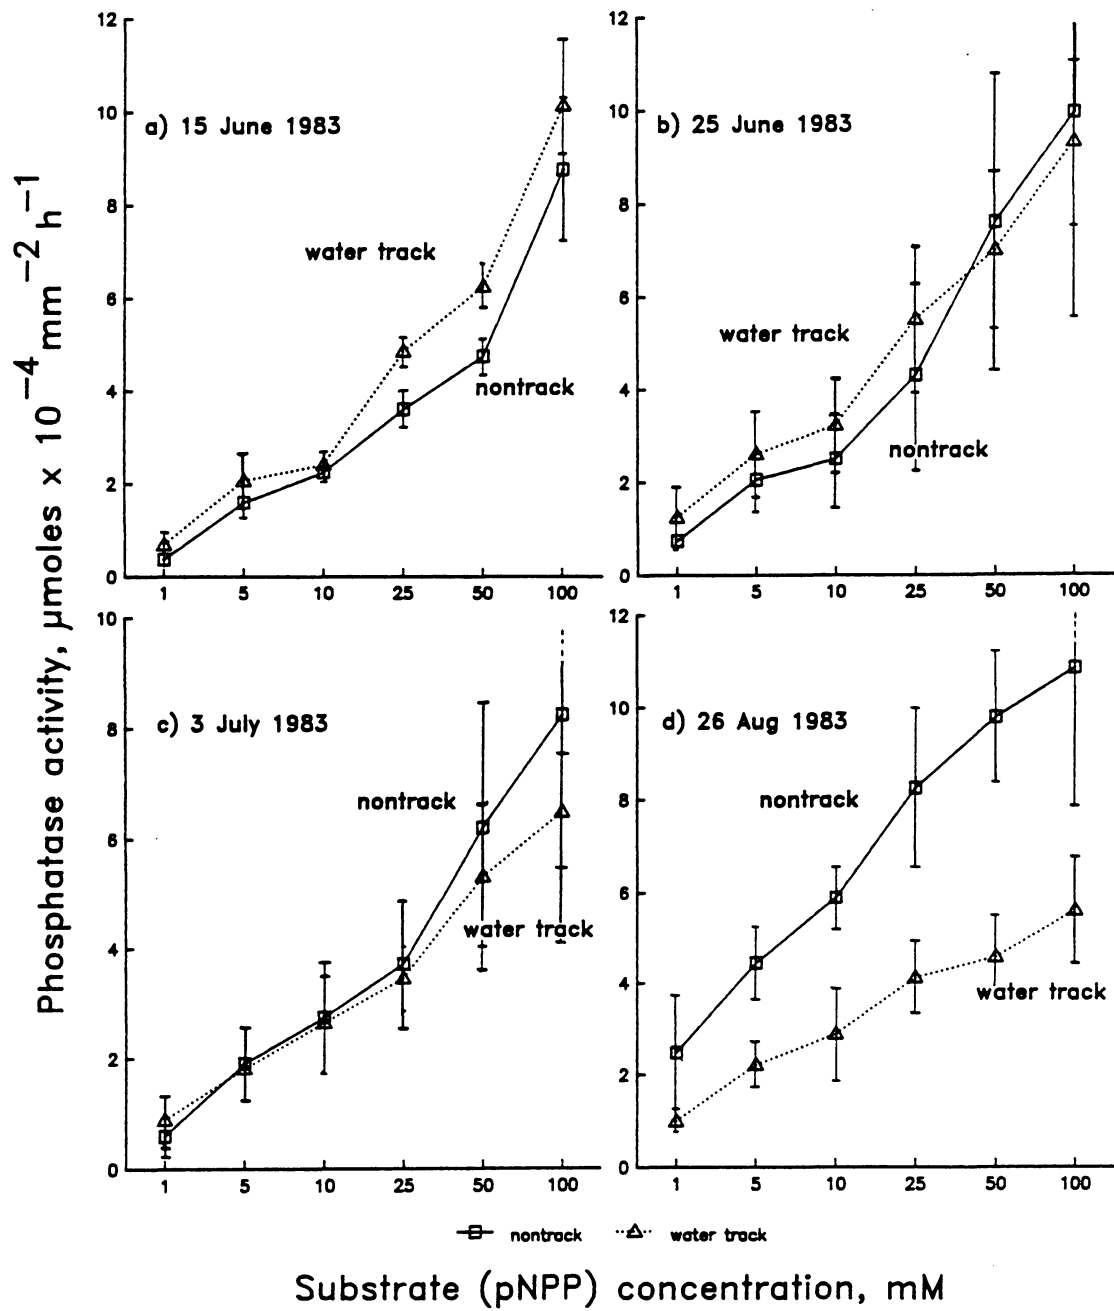 Phosphatase activity, μmoles x 10⁻⁴ mm⁻² h⁻¹
12
10
8
6
4
2
0
a) 15 June 1983
water track
nontrack
1 5 10 25 50 100
12
10
8
6
4
2
0
b) 25 June 1983
water track
nontrack
1 5 10 25 50 100
10
8
6
4
2
0
c) 3 July 1983
nontrack
water track
1 5 10 25 50 100
12
10
8
6
4
2
0
d) 26 Aug 1983
nontrack
water track
1 5 10 25 50 100
nontrack water track
Substrate (pNPP) concentration, mM